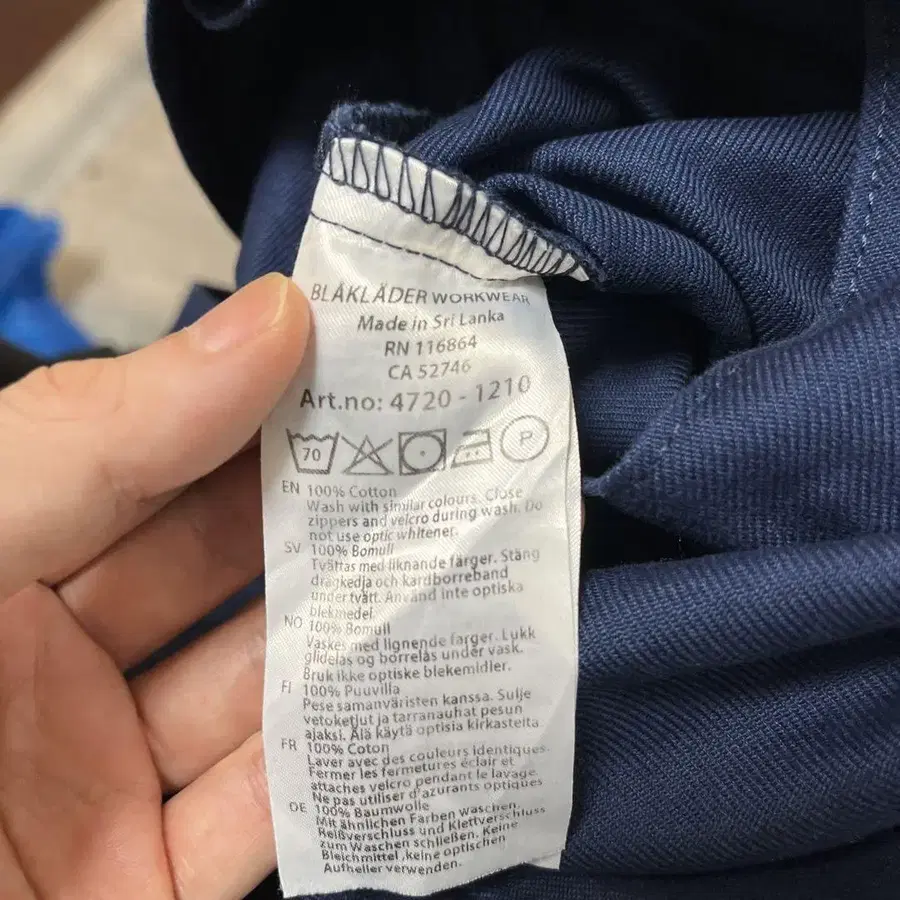 BLÅKLÄDER WORKWEAR
Made in Sri Lanka
RN 116864
CA 52746
Art.no: 4720 - 1210
70 P
EN 100% Cotton
Wash with similar colours. Close
zippers and velcro during wash. Do
not use optic whitener.
SV 100% Bomull
Tvättas med liknande färger. Stäng
dragkedja och kardborreband
under tvätt. Använd inte optiska
blekmedel.
NO 100% Bomull
Vaskes med lignende farger. Lukk
glidelås og borrelås under vask.
Bruk ikke optiske blekemidler.
FI 100% Puuvilla
Pese samanväristen kanssa. Sulje
vetoketjut ja tarranauhat pesun
ajaksi. Älä käytä optisia kirkasteita
FR 100% Coton
Laver avec des couleurs identiques.
Fermer les fermetures éclair et
attaches velcro pendant le lavage.
Ne pas utiliser d'azurants optiques
DE 100% Baumwolle
Mit ähnlichen Farben waschen.
Reißverschluss und Klettverschluss
zum Waschen schließen. Keine
Bleichmittel ,keine optischen
Aufheller verwenden.